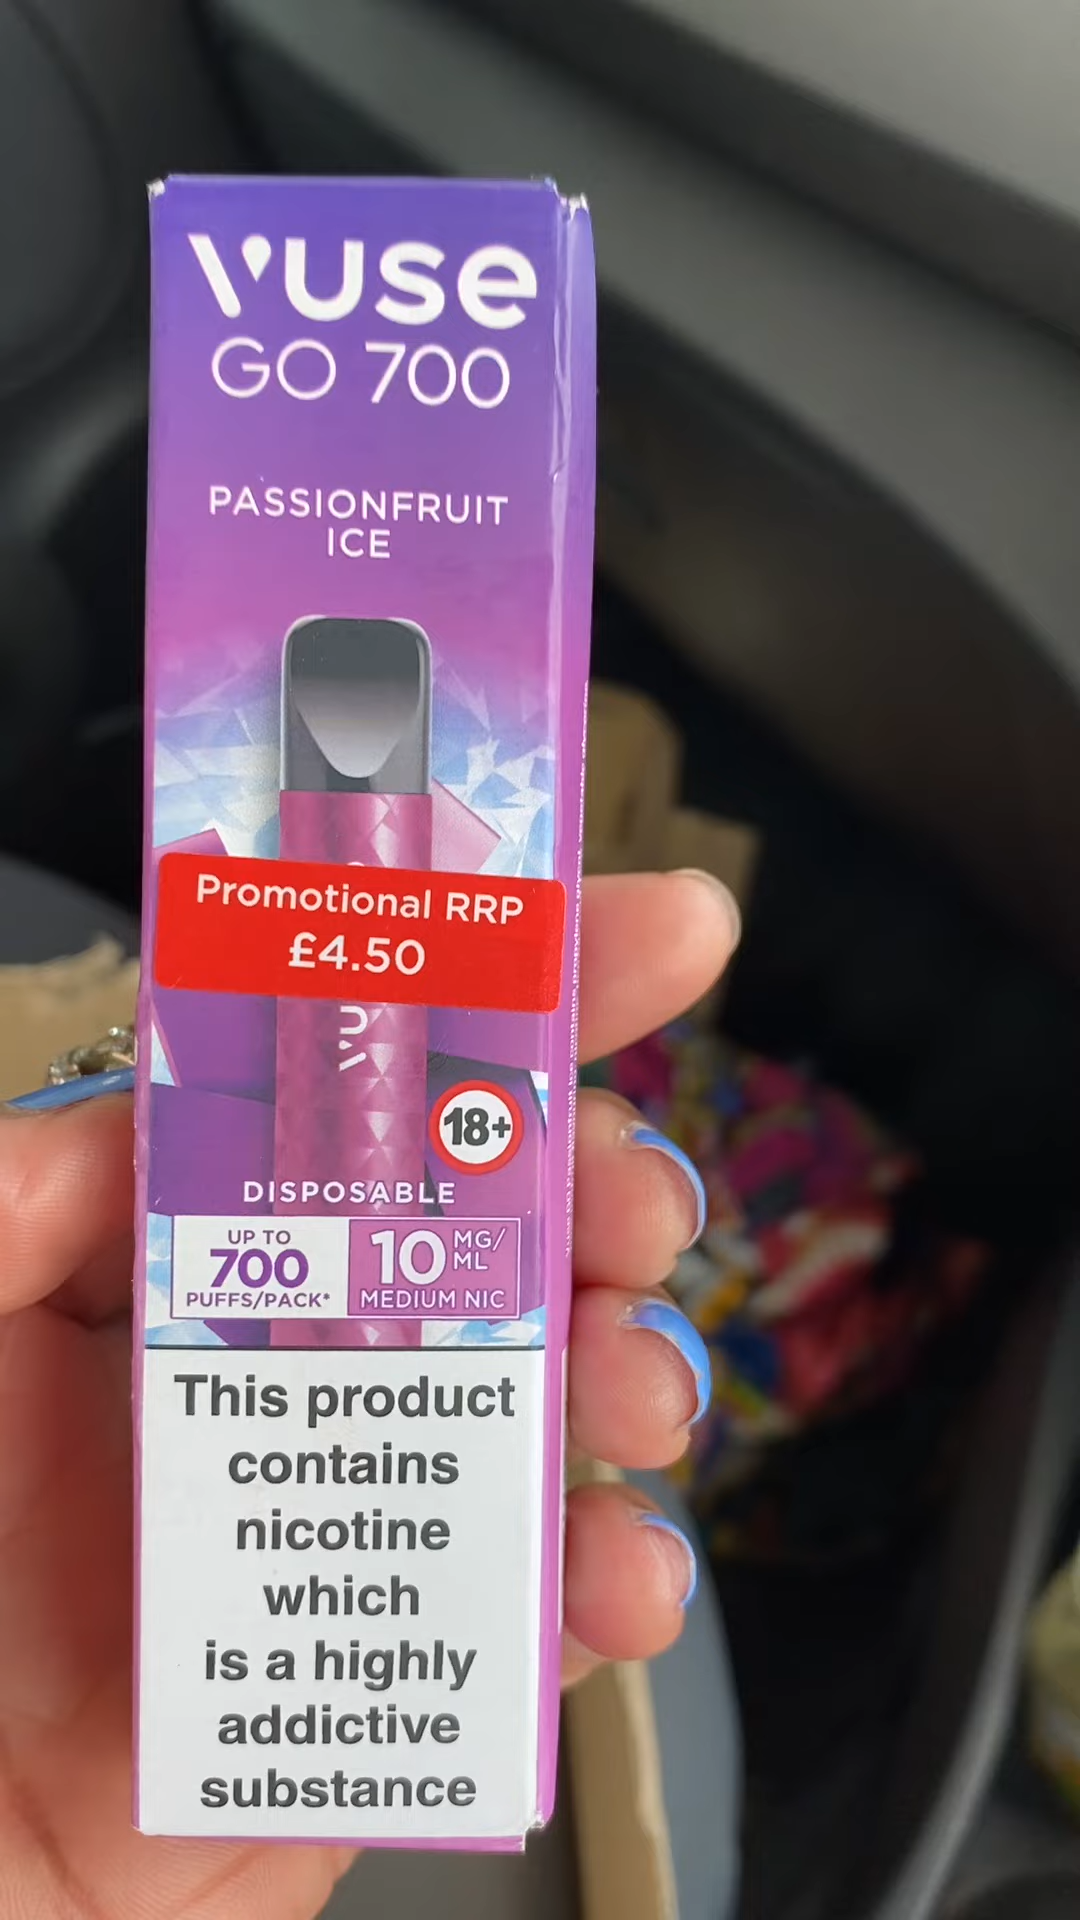 vuse
GO 700
PASSIONFRUIT
ICE
Promotional RRP
£4.50
VU
18+
DISPOSABLE
UP TO
700
PUFFS/PACK*
10 MG/
ML
MEDIUM NIC
This product
contains
nicotine
which
is a highly
addictive
substance